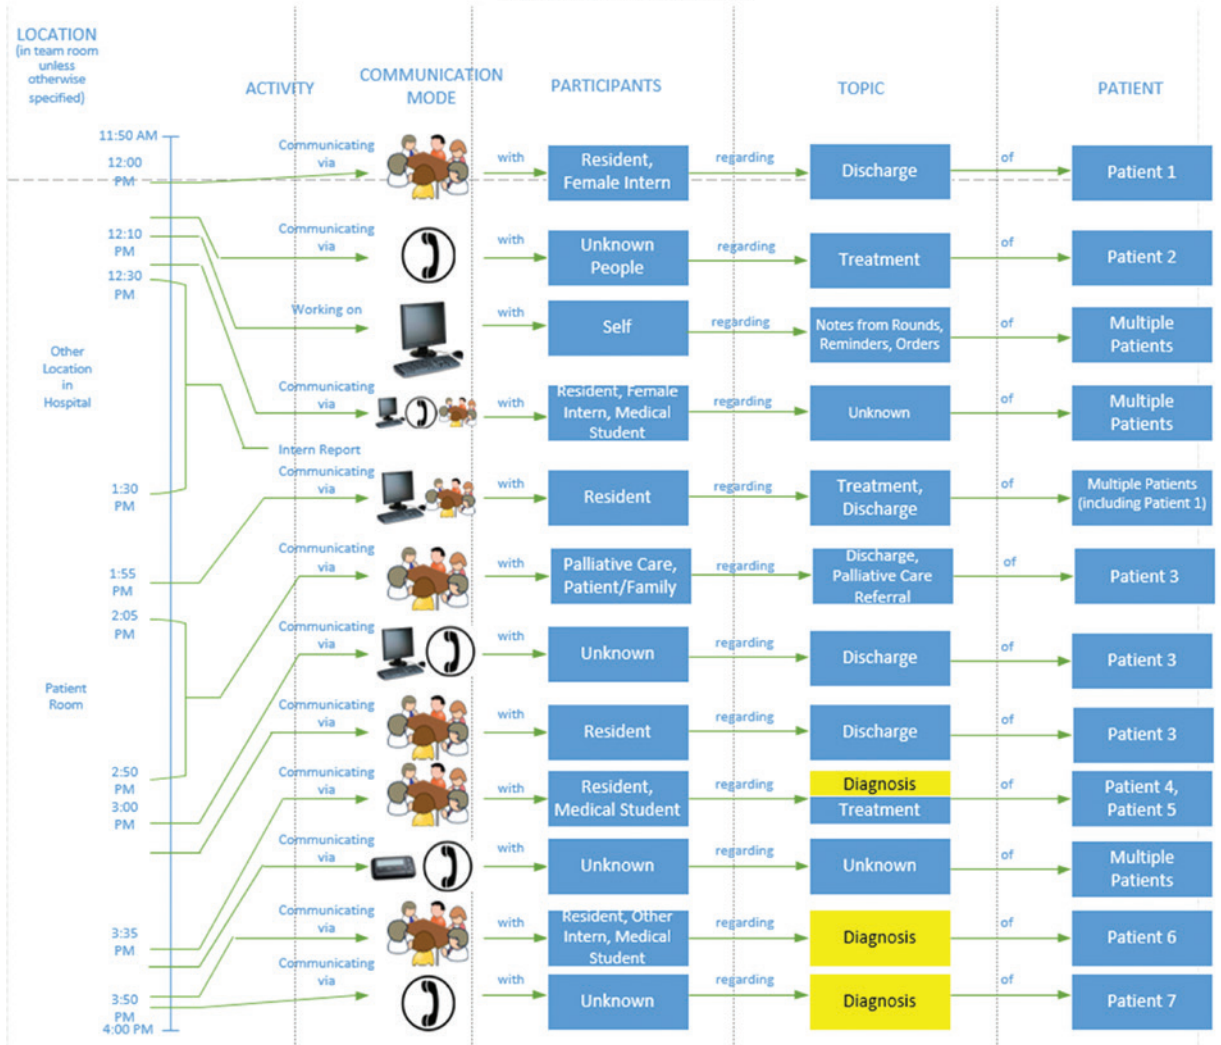 LOCATION
(in team room
unless
otherwise
specified)
ACTIVITY
COMMUNICATION
MODE
PARTICIPANTS
TOPIC
PATIENT
11:50 AM
12:00
PM
Communicating
via
with
Resident,
Female Intern
regarding
Discharge
of
Patient 1
12:10
PM
Communicating
via
with
Unknown
People
regarding
Treatment
of
Patient 2
12:30
PM
Working on
with
Self
regarding
Notes from Rounds,
Reminders, Orders
of
Multiple
Patients
Other
Location
in
Hospital
Communicating
via
with
Resident, Female
Intern, Medical
Student
regarding
Unknown
of
Multiple
Patients
Intern Report
1:30
PM
Communicating
via
with
Resident
regarding
Treatment,
Discharge
of
Multiple Patients
(including Patient 1)
1:55
PM
Communicating
via
with
Palliative Care,
Patient/Family
regarding
Discharge,
Palliative Care
Referral
of
Patient 3
2:05
PM
Communicating
via
with
Unknown
regarding
Discharge
of
Patient 3
Patient
Room
Communicating
via
with
Resident
regarding
Discharge
of
Patient 3
2:50
PM
3:00
PM
Communicating
via
with
Resident,
Medical Student
regarding
Diagnosis
Treatment
of
Patient 4,
Patient 5
Communicating
via
with
Unknown
regarding
Unknown
of
Multiple
Patients
3:35
PM
Communicating
via
with
Resident, Other
Intern, Medical
Student
regarding
Diagnosis
of
Patient 6
3:50
PM
4:00 PM
Communicating
via
with
Unknown
regarding
Diagnosis
of
Patient 7